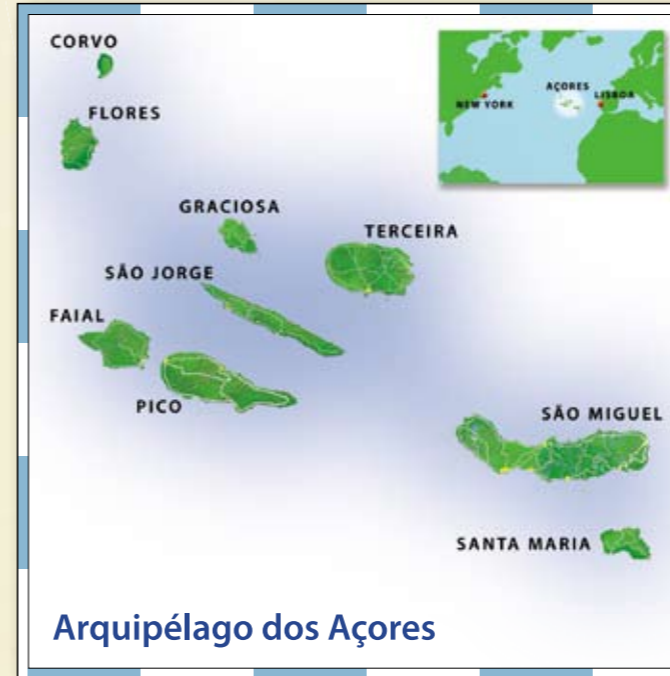 CORVO
FLORES
GRACIOSA
TERCEIRA
SÃO JORGE
FAIAL
PICO
SÃO MIGUEL
SANTA MARIA
AÇORES
LISBOA
NEW YORK
Arquipélago dos Açores